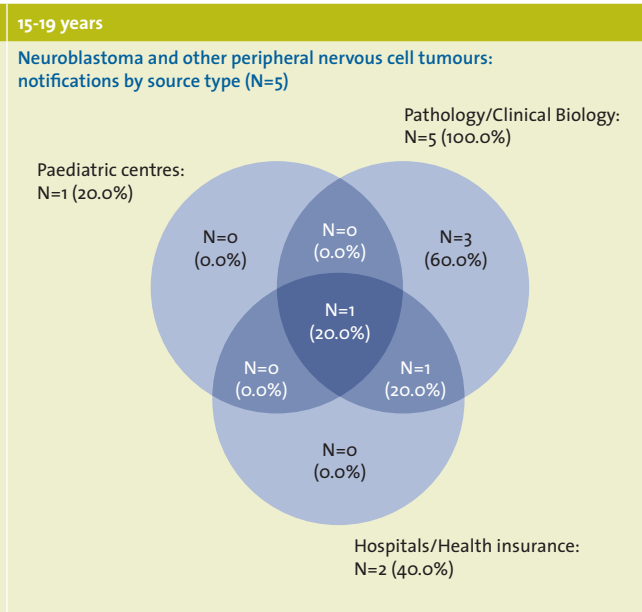 15-19 years
Neuroblastoma and other peripheral nervous cell tumours:
notifications by source type (N=5)
Pathology/Clinical Biology:
N=5 (100.0%)
Paediatric centres:
N=1 (20.0%)
N=0
(0.0%)
N=0
(0.0%)
N=3
(60.0%)
N=1
(20.0%)
N=0
(0.0%)
N=1
(20.0%)
N=0
(0.0%)
Hospitals/Health insurance:
N=2 (40.0%)